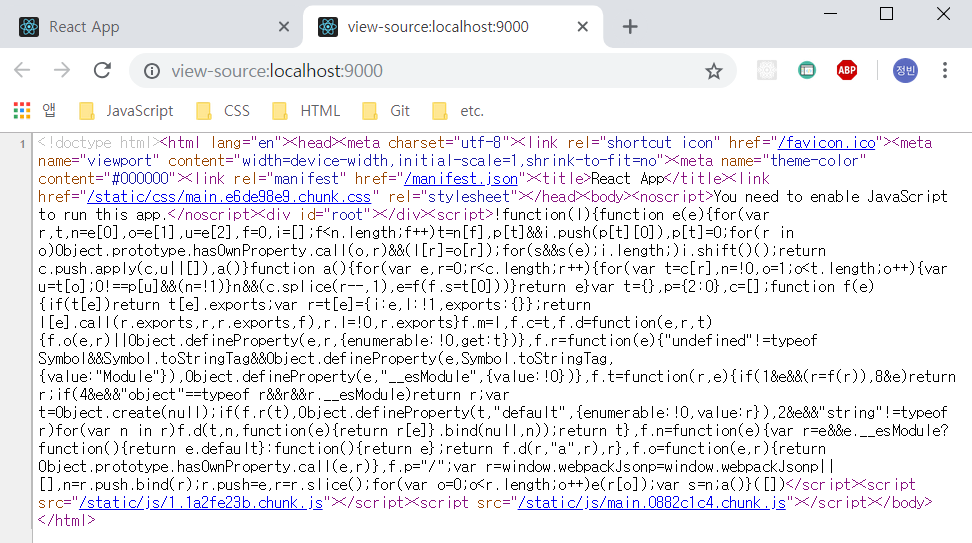 React App
view-source:localhost:9000
view-source:localhost:9000
ABP
정빈
앱
JavaScript
CSS
HTML
Git
etc.
1
<!doctype html><html lang="en"><head><meta charset="utf-8"><link rel="shortcut icon" href="/favicon.ico"><meta
name="viewport" content="width=device-width,initial-scale=1,shrink-to-fit=no"><meta name="theme-color"
content="#000000"><link rel="manifest" href="/manifest.json"><title>React App</title><link
href="/static/css/main.e6de98e9.chunk.css" rel="stylesheet"></head><body><noscript>You need to enable JavaScript
to run this app.</noscript><div id="root"></div><script>!function(l){function e(e){for(var
r,t,n=e[0],o=e[1],u=e[2],f=0,i=[];f<n.length;f++)t=n[f],p[t]&&i.push(p[t][0]),p[t]=0;for(r in
o)Object.prototype.hasOwnProperty.call(o,r)&&(l[r]=o[r]);for(s&&s(e);i.length;)i.shift()();return
c.push.apply(c,u||[]),a()}function a(){for(var e,r=0;r<c.length;r++){for(var t=c[r],n=!0,o=1;o<t.length;o++){var
u=t[o];0!==p[u]&&(n=!1)}n&&(c.splice(r--,1),e=f(f.s=t[0]))}return e}var t={},p={2:0},c=[];function f(e)
{if(t[e])return t[e].exports;var r=t[e]={i:e,l:!1,exports:{}};return
l[e].call(r.exports,r,r.exports,f),r.l=!0,r.exports}f.m=l,f.c=t,f.d=function(e,r,t)
{f.o(e,r)||Object.defineProperty(e,r,{enumerable:!0,get:t})},f.r=function(e){"undefined"!=typeof
Symbol&&Symbol.toStringTag&&Object.defineProperty(e,Symbol.toStringTag,
{value:"Module"}),Object.defineProperty(e,"__esModule",{value:!0})},f.t=function(r,e){if(1&e&&(r=f(r)),8&e)return
r;if(4&e&&"object"==typeof r&&r&&r.__esModule)return r;var
t=Object.create(null);if(f.r(t),Object.defineProperty(t,"default",{enumerable:!0,value:r}),2&e&&"string"!=typeof
r)for(var n in r)f.d(t,n,function(e){return r[e]}.bind(null,n));return t},f.n=function(e){var r=e&&e.__esModule?
function(){return e.default}:function(){return e};return f.d(r,"a",r),r},f.o=function(e,r){return
Object.prototype.hasOwnProperty.call(e,r)},f.p="/";var r=window.webpackJsonp=window.webpackJsonp||
[],n=r.push.bind(r);r.push=e,r=r.slice();for(var o=0;o<r.length;o++)e(r[o]);var s=n;a()}([])</script><script
src="/static/js/1.1a2fe23b.chunk.js"></script><script src="/static/js/main.0882c1c4.chunk.js"></script></body>
</html>